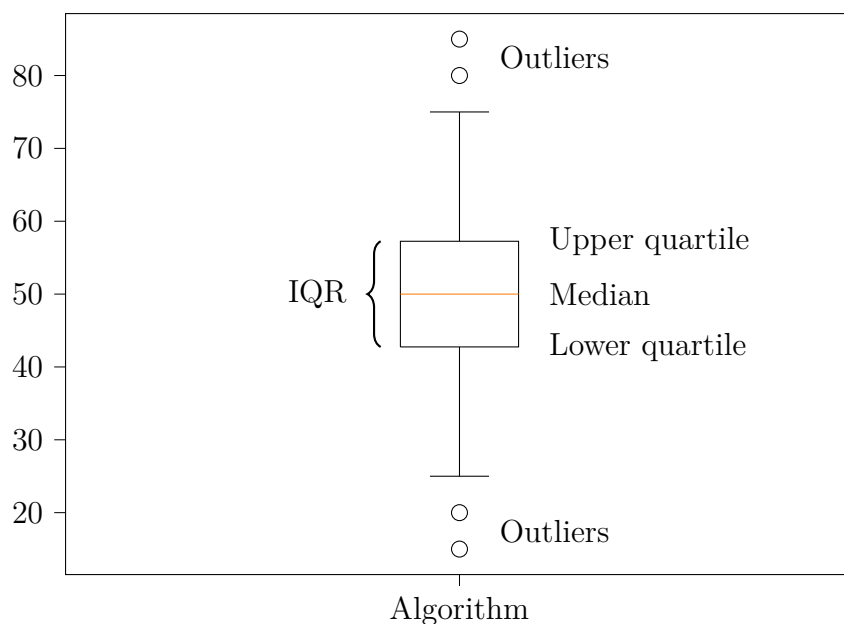 Outliers
80
70
60
Upper quartile
IQR
50
Median
Lower quartile
40
30
20
Outliers
Algorithm